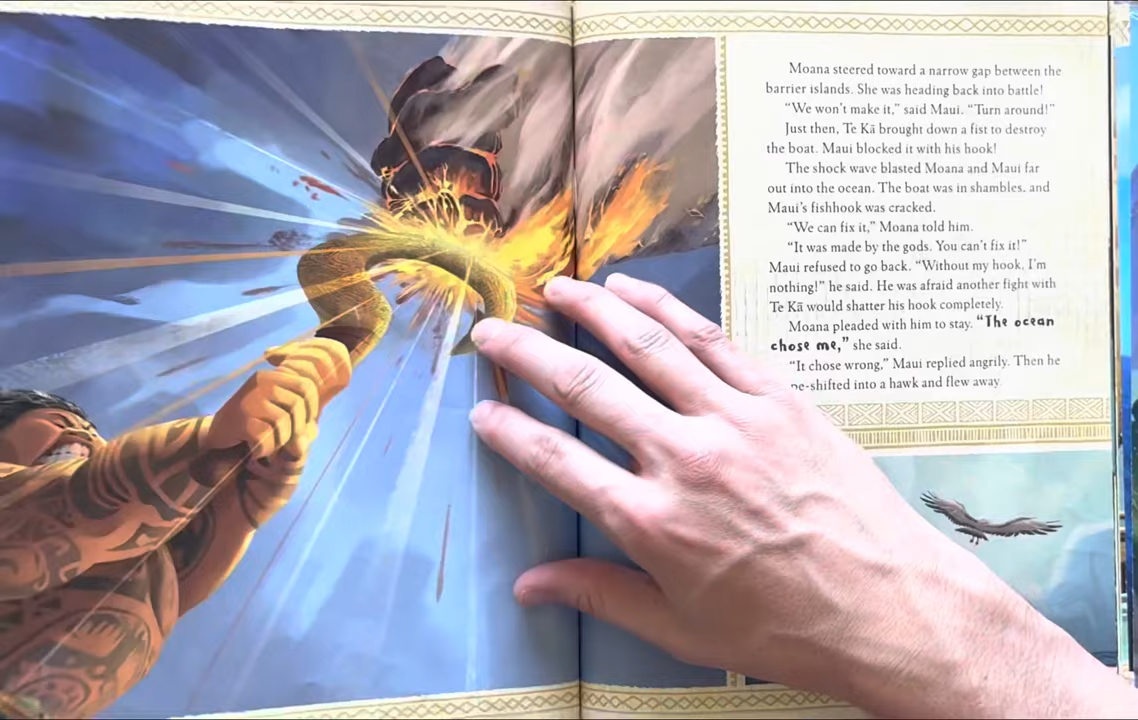 Moana steered toward a narrow gap between the
barrier islands. She was heading back into battle!
“We won’t make it,” said Maui. “Turn around!”
Just then, Te Kā brought down a fist to destroy
the boat. Maui blocked it with his hook!
The shock wave blasted Moana and Maui far
out into the ocean. The boat was in shambles, and
Maui’s fishhook was cracked.
“We can fix it,” Moana told him.
“It was made by the gods. You can’t fix it!”
Maui refused to go back. “Without my hook, I’m
nothing!” he said. He was afraid another fight with
Te Kā would shatter his hook completely.
Moana pleaded with him to stay. “The ocean
chose me,” she said.
“It chose wrong,” Maui replied angrily. Then he
pe-shifted into a hawk and flew away.